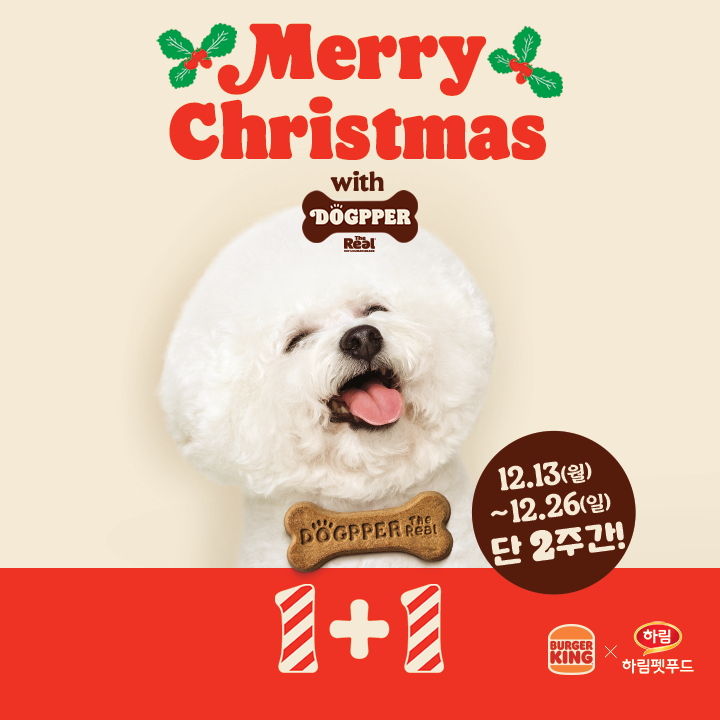 Merry
Christmas
with
DOGPPER
The
Real
DOGPPER The
Real
12.13(월)
~12.26(일)
단 2주간!
1+1
BURGER
KING
×
하림
하림펫푸드